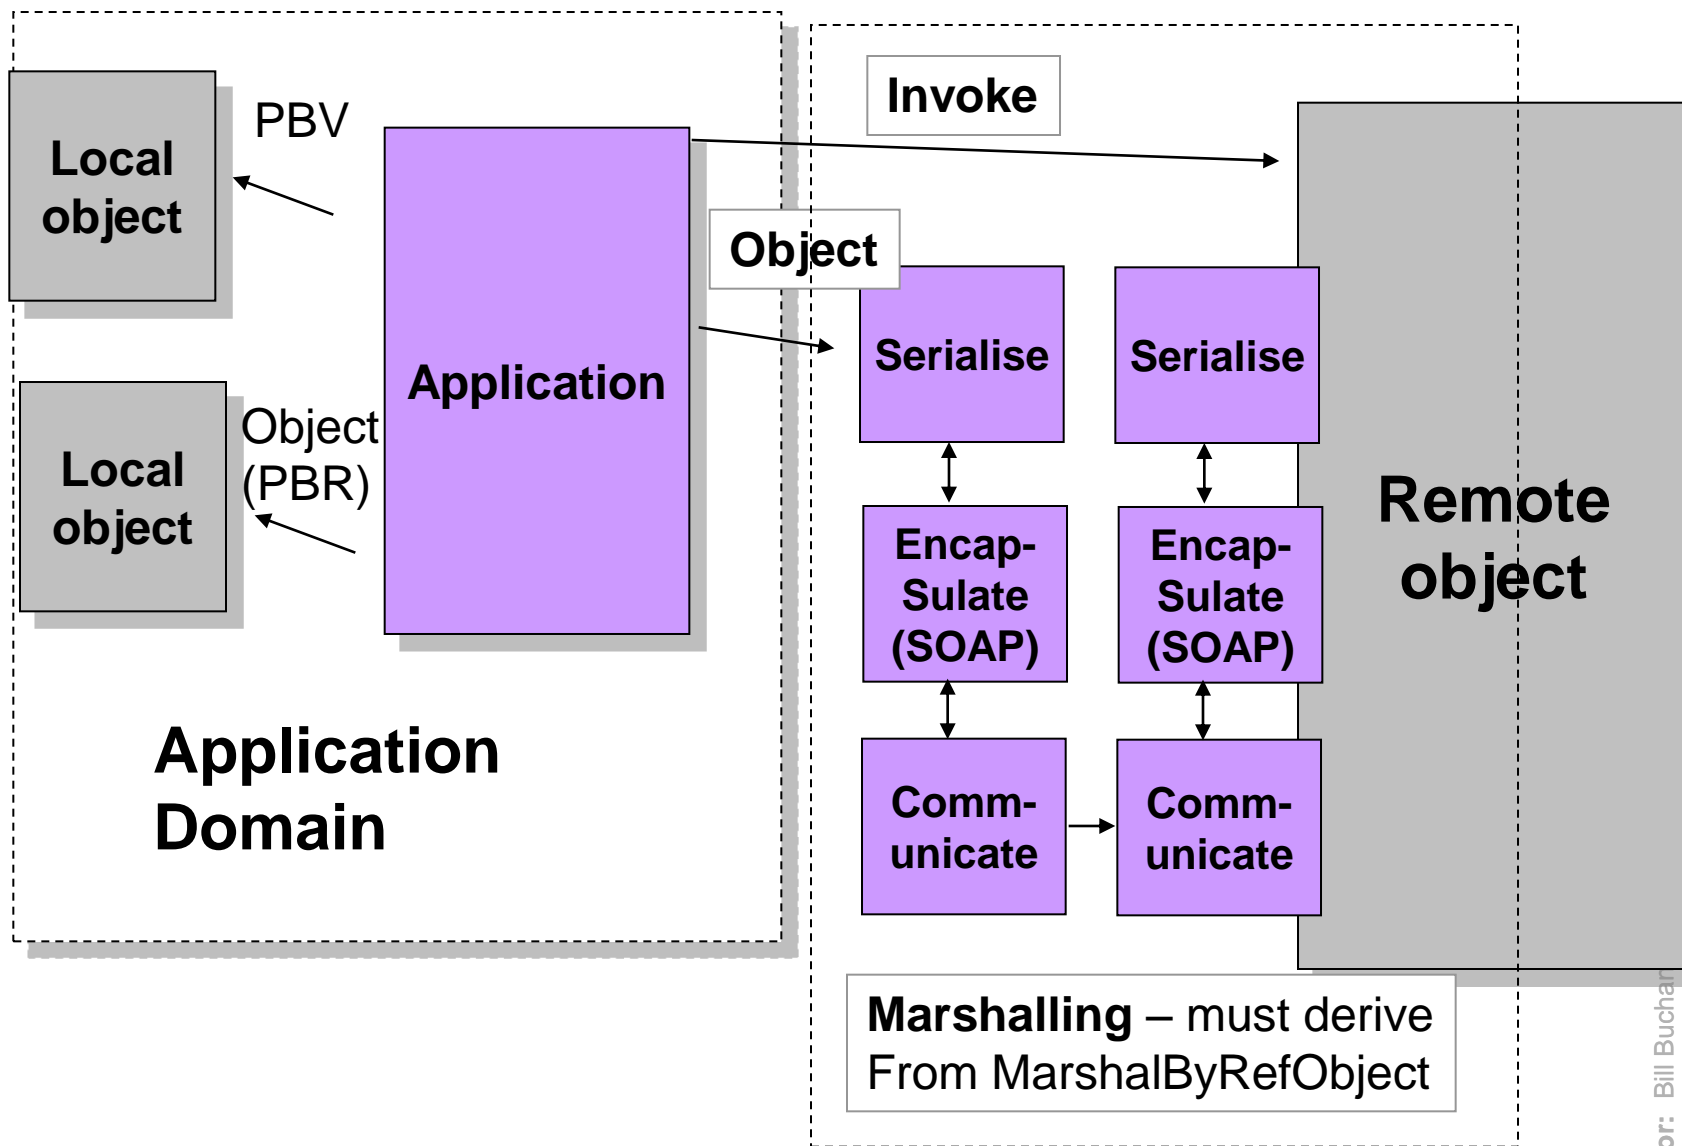 Local
object
PBV
Application
Local
object
Object
(PBR)
Application
Domain
Invoke
Object
Serialise
Serialise
Encap-
Sulate
(SOAP)
Encap-
Sulate
(SOAP)
Comm-
unicate
Comm-
unicate
Remote
object
Marshalling – must derive
From MarshalByRefObject
Bill